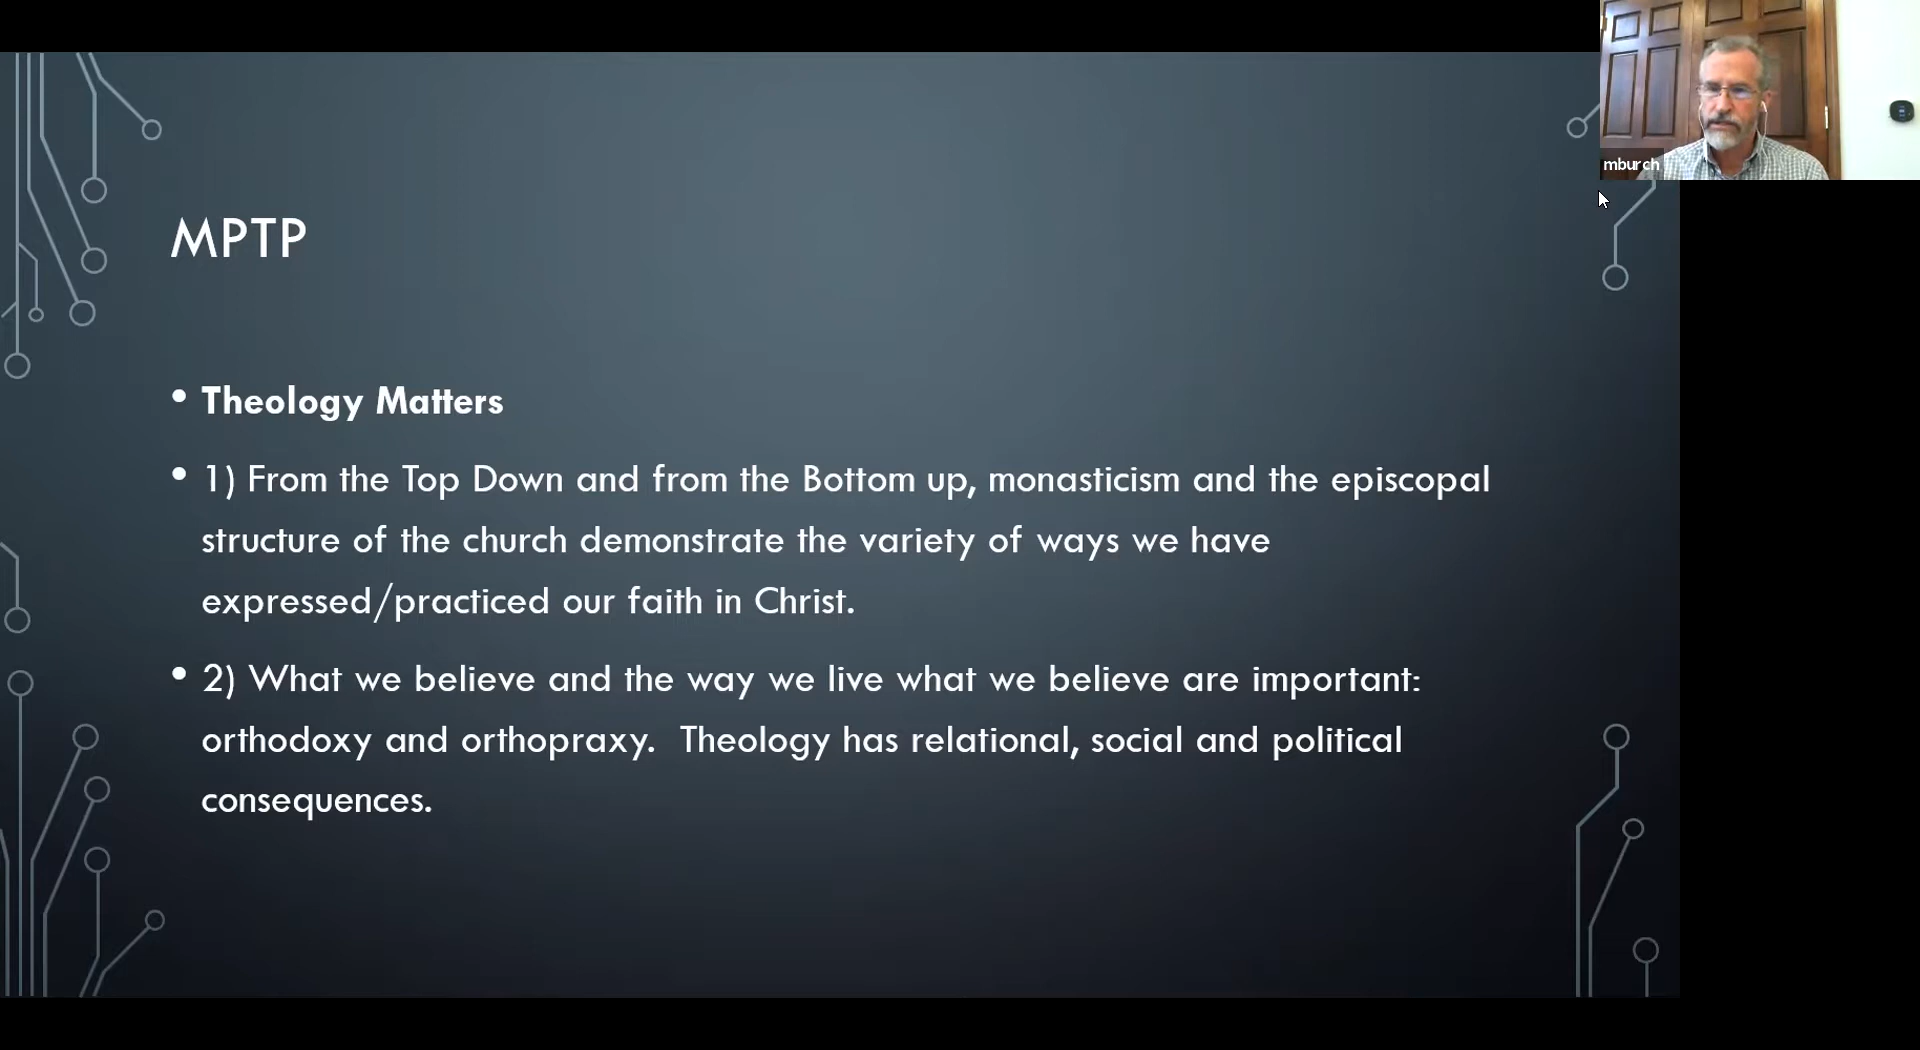 mburch
MPTP
• Theology Matters
• 1) From the Top Down and from the Bottom up, monasticism and the episcopal
structure of the church demonstrate the variety of ways we have
expressed/practiced our faith in Christ.
• 2) What we believe and the way we live what we believe are important:
orthodoxy and orthopraxy.  Theology has relational, social and political
consequences.